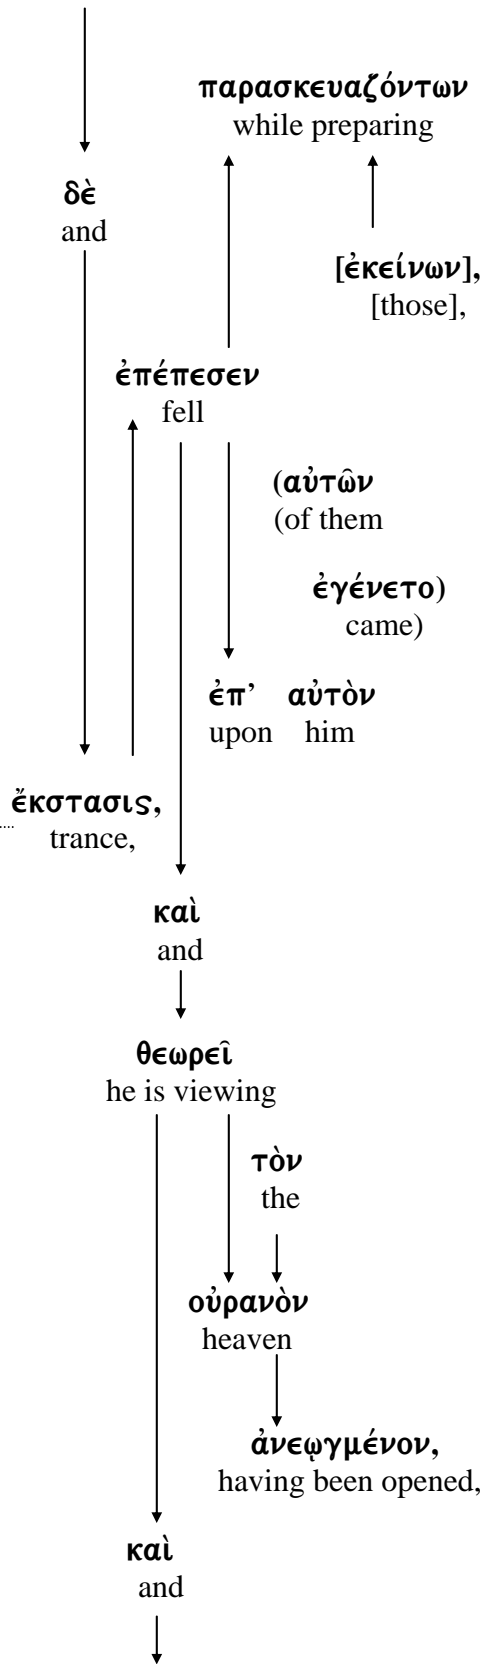 παρασκευαζόντων
while preparing
δὲ
and
[ἐκείνων],
[those],
ἐπέπεσεν
fell
(αὐτῶν
(of them
ἐγένετο)
came)
ἐπ’ αὐτὸν
upon him
ἔκστασις,
trance,
καὶ
and
θεωρεῖ
he is viewing
τὸν
the
οὐρανὸν
heaven
ἀνεῳγμένον,
having been opened,
καὶ
and